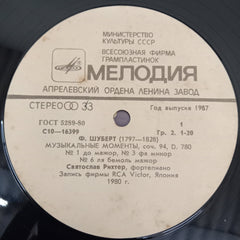 МИНИСТЕРСТВО
КУЛЬТУРЫ СССР
ВСЕСОЮЗНАЯ ФИРМА
ГРАМПЛАСТИНОК
МЕЛОДИЯ
АПРЕЛЕВСКИЙ ОРДЕНА ЛЕНИНА ЗАВОД
СТЕРЕО 33
Год выпуска 1987
ГОСТ 5289-80
1
С10-16399
Гр. 2. 1-20
Ф. ШУБЕРТ (1797—1828)
МУЗЫКАЛЬНЫЕ МОМЕНТЫ, соч. 94, D. 780
№ 1 до мажор, № 3 фа минор
№ 6 ля бемоль мажор
Святослав Рихтер, фортепиано
Запись фирмы RCA Victor, Япония
1980 г.